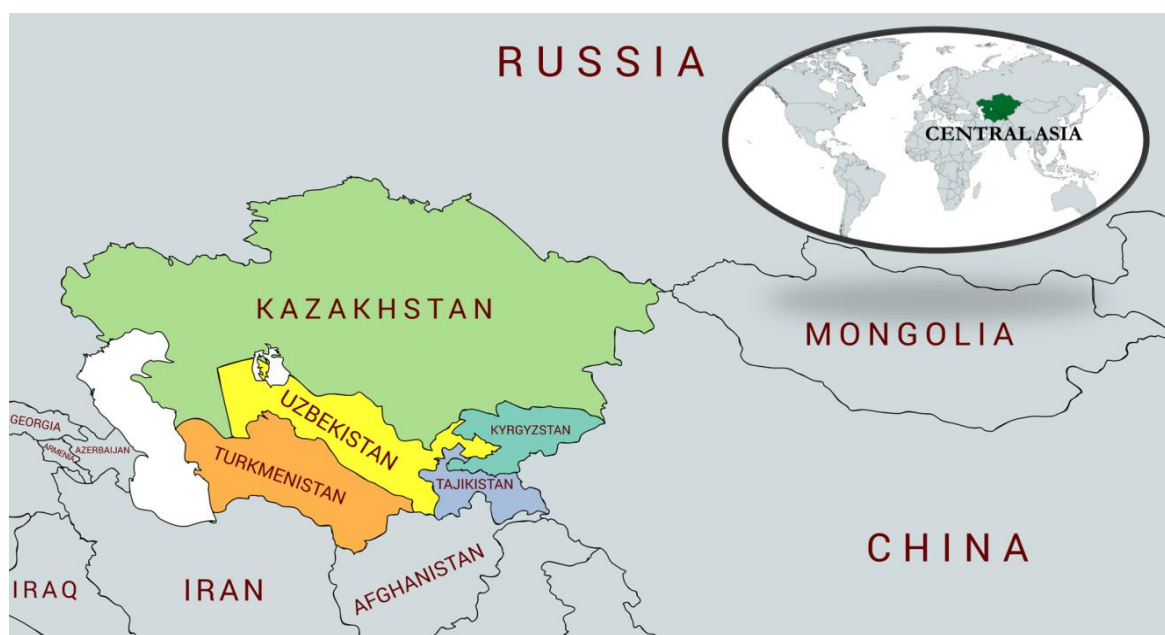 RUSSIA
CENTRAL ASIA
KAZAKHSTAN
MONGOLIA
UZBEKISTAN
GEORGIA
KYRGYZSTAN
ARMENIA
AZERBAIJAN
TURKMENISTAN
TAJIKISTAN
CHINA
AFGHANISTAN
IRAQ
IRAN